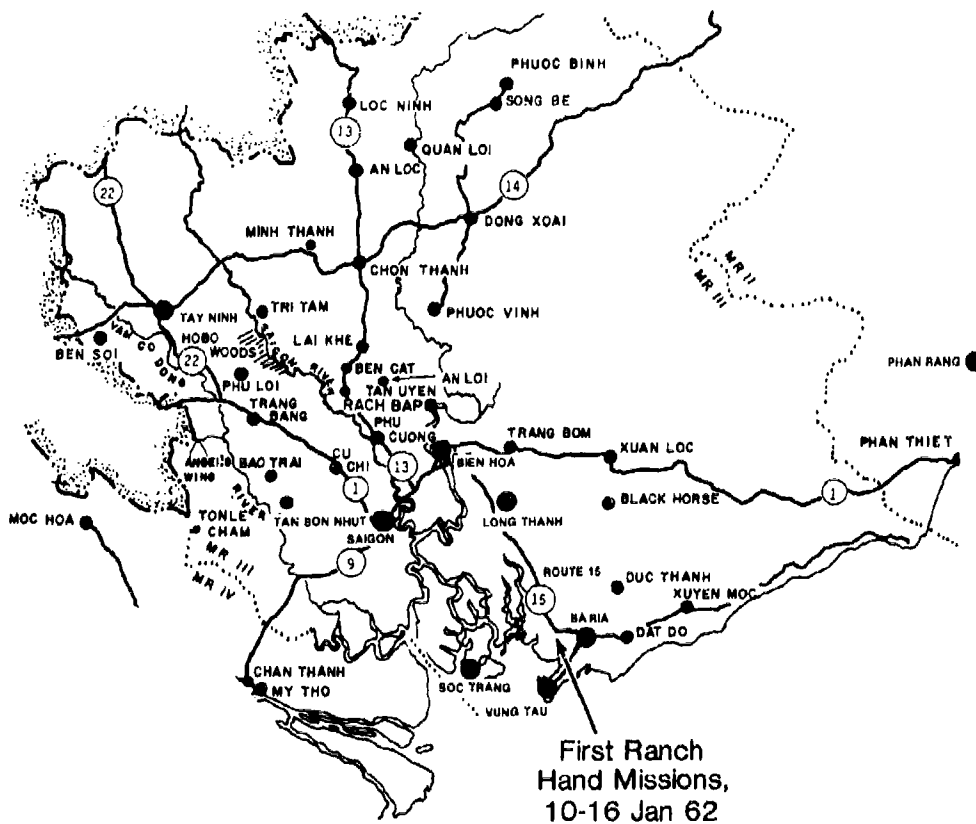 PHUOC BINH
SONG BE
LOC NINH
13
QUAN LOI
AN LOC
14
22
DONG XOAI
MINH THANH
CHON THANH
MR II
MR III
TRI TAM
TAY NINH
PHUOC VINH
SAIGON RIVER
LAI KHE
VAM CO DONG
HOBO
WOODS
BEN SOI
22
BEN CAT
AN LOI
PHAN RANG
PHU LOI
TAN UYEN
RACH BAP
TRANG
BANG
PHU
CUONG
TRANG BOM
XUAN LOC
PHAN THIET
BIEN HOA
CU
CHI
13
ANGELS
WING
BAO TRAI
RIVER
1
1
BLACK HORSE
TAN SON NHUT
LONG THANH
MOC HOA
TONLE
CHAM
SAIGON
MR III
MR IV
9
ROUTE 15
DUC THANH
XUYEN MOC
15
BARIA
DAT DO
CHAN THANH
MY THO
SOC TRANG
VUNG TAU
First Ranch
Hand Missions,
10-16 Jan 62